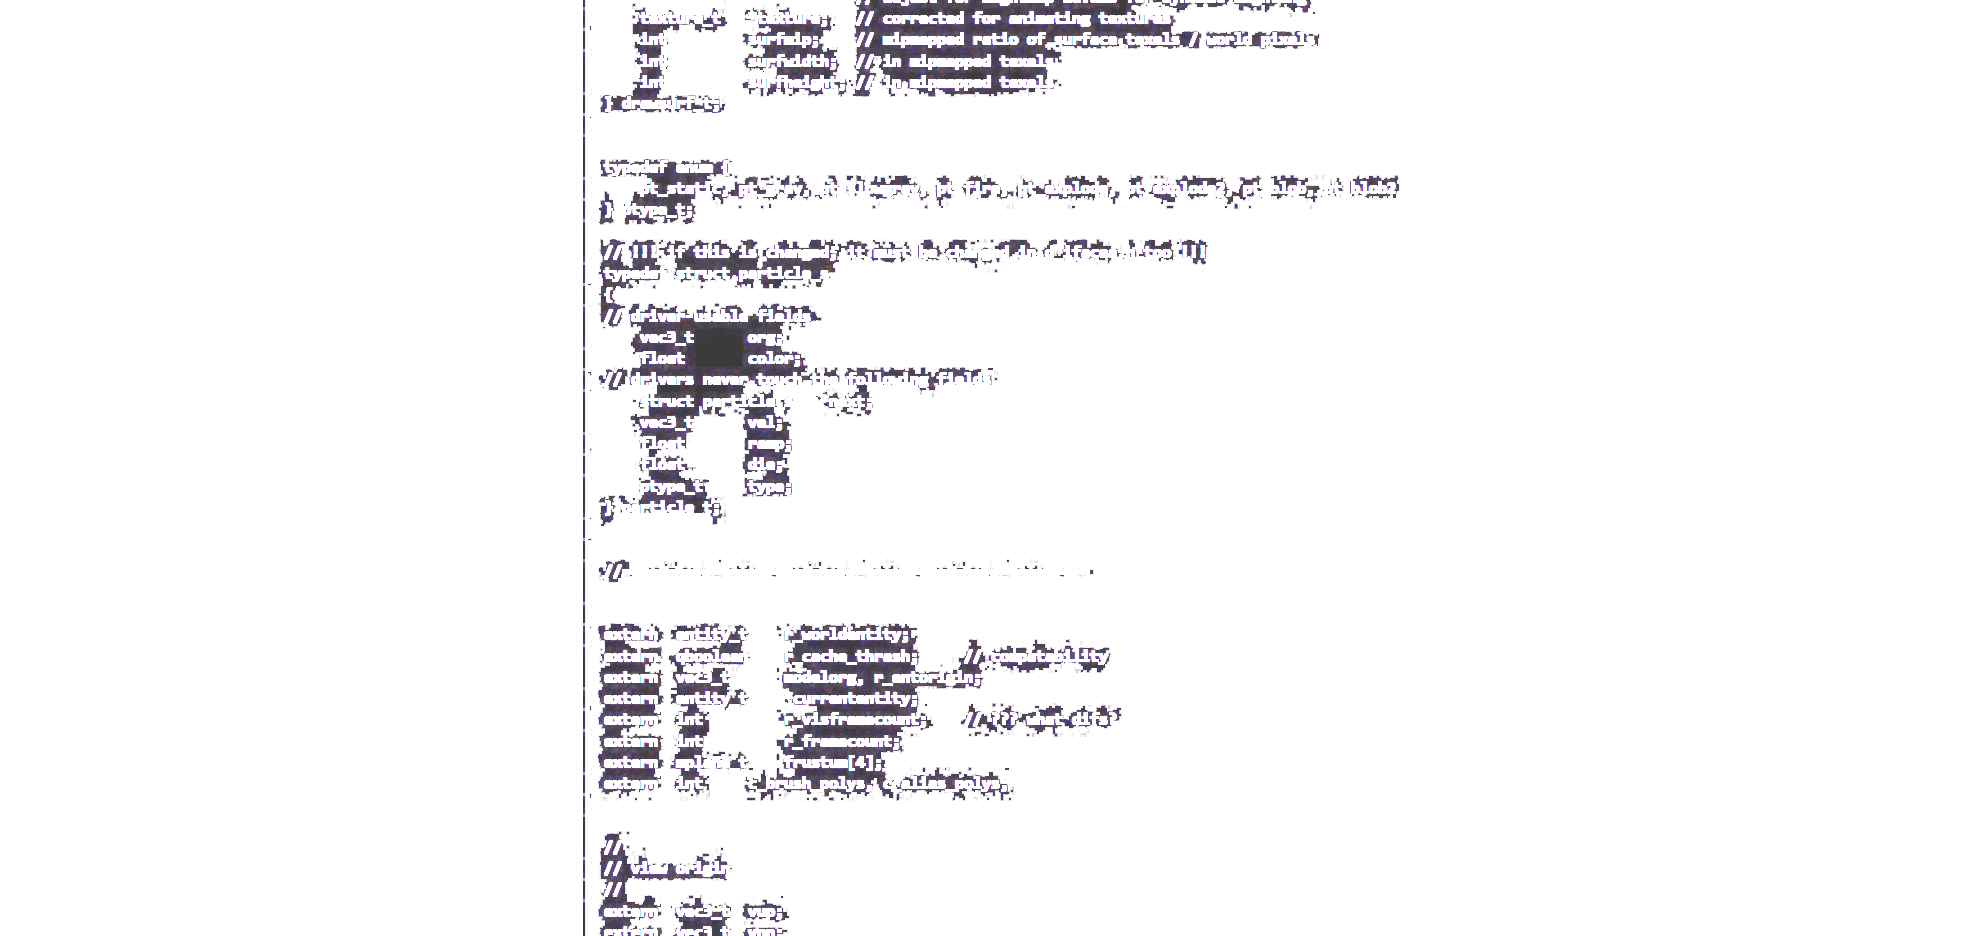 texture_t *texture; // corrected for animating textures
int surfmip; // mipmapped ratio of surface texels / world pixels
int surfwidth; // in mipmapped texels
int surfheight; // in mipmapped texels
} drawsurf_t;
typedef enum {
pt_static, pt_grav, pt_slowgrav, pt_fire, pt_explode, pt_explode2, pt_blob, pt_blob2
} ptype_t;
// !!! if this is changed, it must be changed in !!!
typedef struct particle_s
{
// driver-usable fields
vec3_t org;
float color;
// drivers never touch the following fields
struct particle_s *next;
vec3_t vel;
float ramp;
float die;
ptype_t type;
} particle_t;
//
extern entity_t r_worldentity;
extern qboolean r_cache_thrash; // compatability
extern vec3_t modelorg, r_entorigin;
extern entity_t *currententity;
extern int r_visframecount; // ??? what difs?
extern int r_framecount;
extern mplane_t frustum[4];
extern int c_brush_polys, c_alias_polys;
//
// view origin
//
extern vec3_t vup;
extern vec3_t vpn;